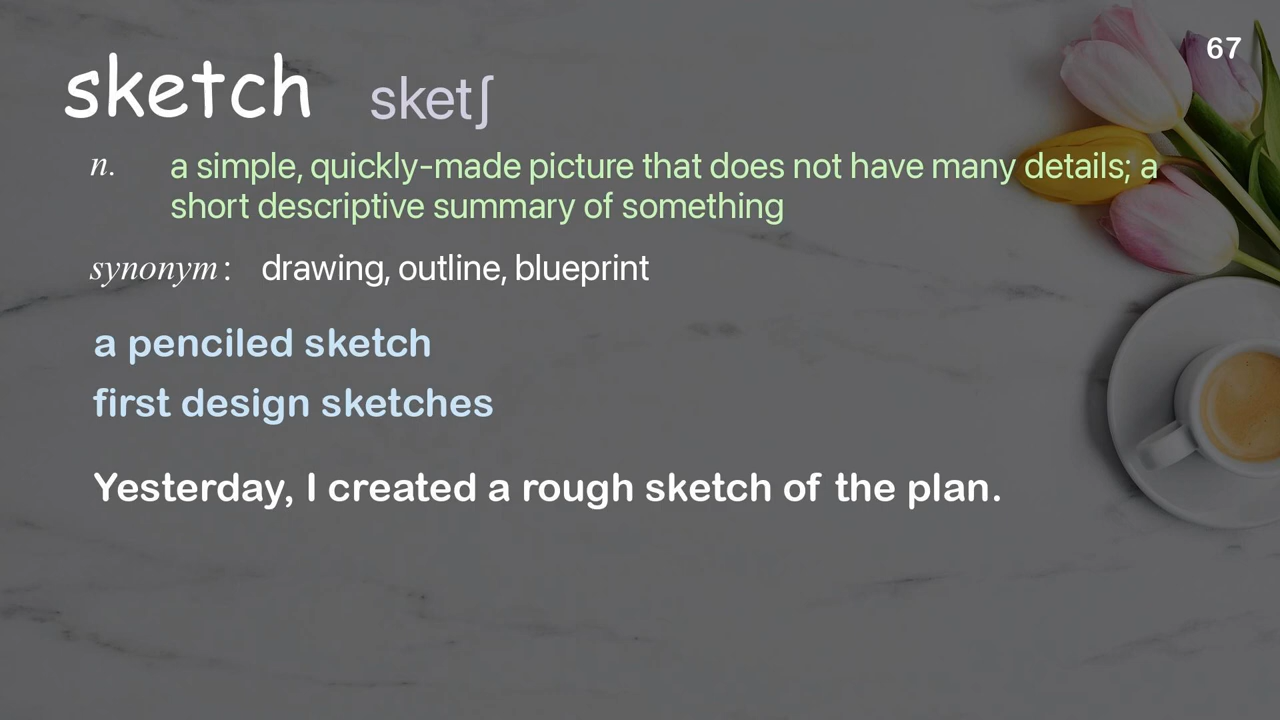 67
sketch sketʃ
n. a simple, quickly-made picture that does not have many details; a
short descriptive summary of something
synonym: drawing, outline, blueprint
a penciled sketch
first design sketches
Yesterday, I created a rough sketch of the plan.